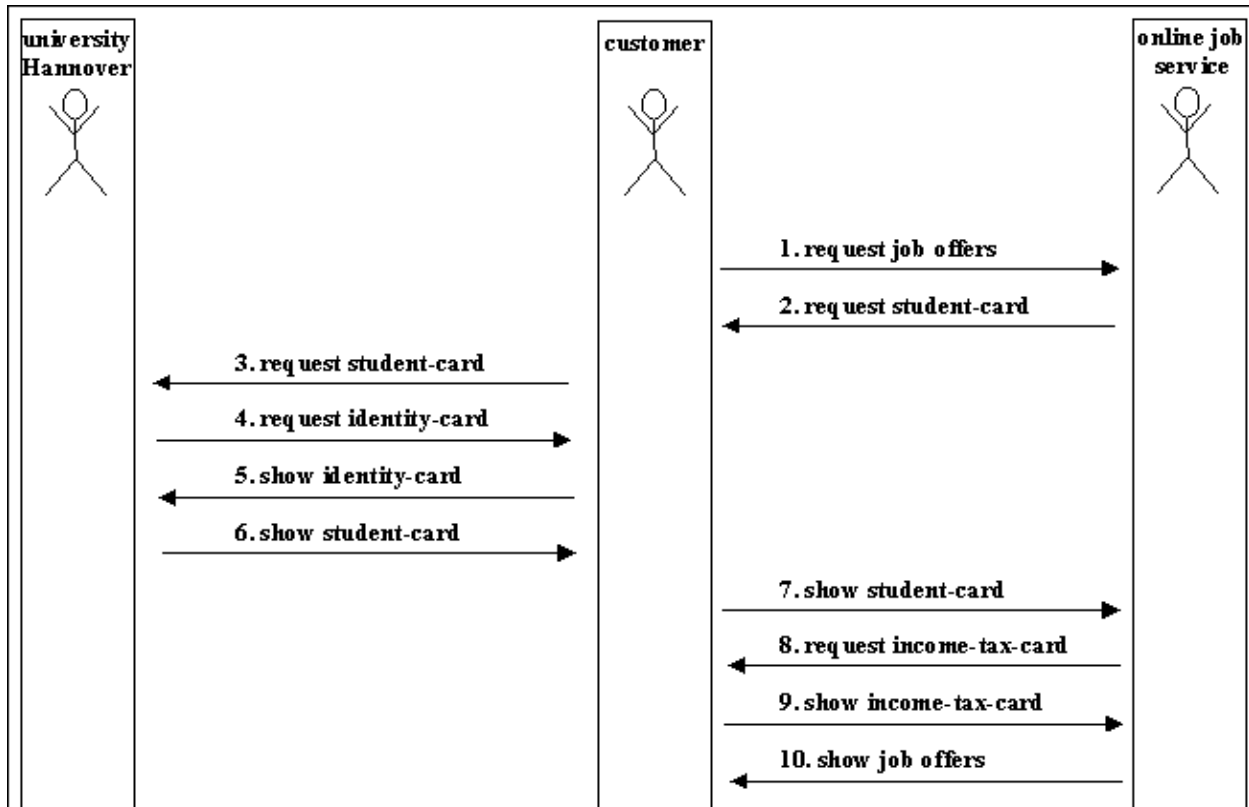 university
Hannover
customer
online job
service
1. request job offers
2. request student-card
3. request student-card
4. request identity-card
5. show identity-card
6. show student-card
7. show student-card
8. request income-tax-card
9. show income-tax-card
10. show job offers